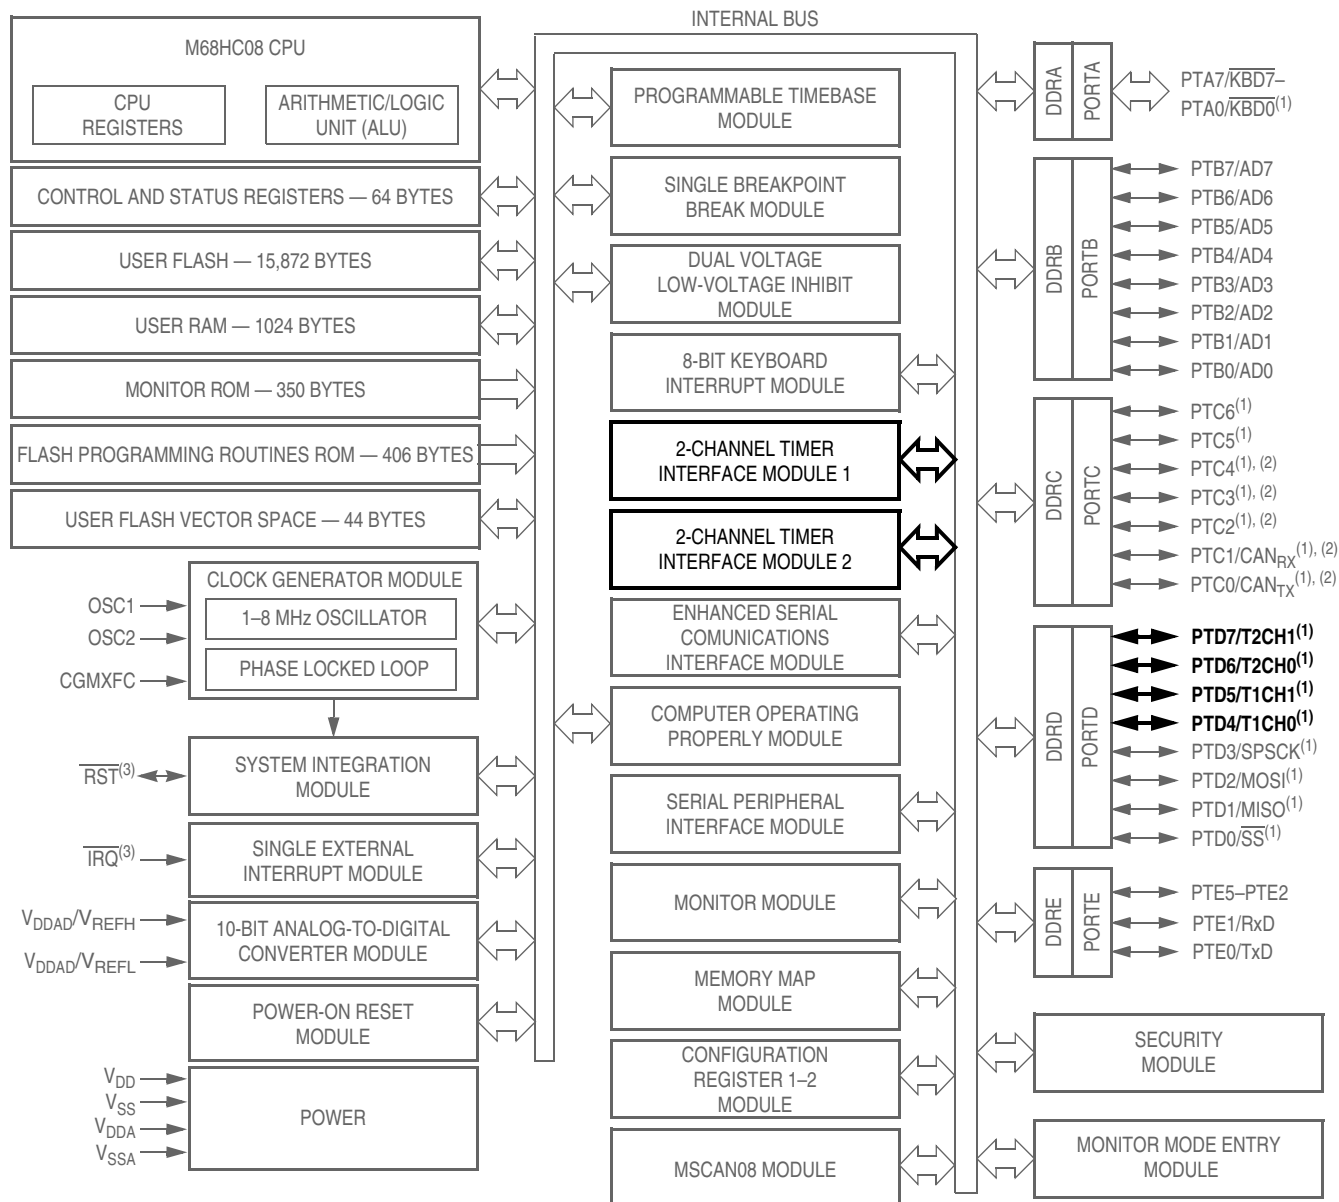 INTERNAL BUS
M68HC08 CPU
CPU
REGISTERS
ARITHMETIC/LOGIC
UNIT (ALU)
CONTROL AND STATUS REGISTERS — 64 BYTES
USER FLASH — 15,872 BYTES
USER RAM — 1024 BYTES
MONITOR ROM — 350 BYTES
FLASH PROGRAMMING ROUTINES ROM — 406 BYTES
USER FLASH VECTOR SPACE — 44 BYTES
CLOCK GENERATOR MODULE
1–8 MHz OSCILLATOR
PHASE LOCKED LOOP
OSC1
OSC2
CGMXFC
SYSTEM INTEGRATION
MODULE
RST(3)
SINGLE EXTERNAL
INTERRUPT MODULE
IRQ(3)
10-BIT ANALOG-TO-DIGITAL
CONVERTER MODULE
VDDAD/VREFH
VDDAD/VREFL
POWER-ON RESET
MODULE
POWER
VDD
VSS
VDDA
VSSA
PROGRAMMABLE TIMEBASE
MODULE
SINGLE BREAKPOINT
BREAK MODULE
DUAL VOLTAGE
LOW-VOLTAGE INHIBIT
MODULE
8-BIT KEYBOARD
INTERRUPT MODULE
2-CHANNEL TIMER
INTERFACE MODULE 1
2-CHANNEL TIMER
INTERFACE MODULE 2
ENHANCED SERIAL
COMUNICATIONS
INTERFACE MODULE
COMPUTER OPERATING
PROPERLY MODULE
SERIAL PERIPHERAL
INTERFACE MODULE
MONITOR MODULE
MEMORY MAP
MODULE
CONFIGURATION
REGISTER 1–2
MODULE
MSCAN08 MODULE
DDRA
PORTA
PTA7/KBD7–
PTA0/KBD0(1)
DDRB
PORTB
PTB7/AD7
PTB6/AD6
PTB5/AD5
PTB4/AD4
PTB3/AD3
PTB2/AD2
PTB1/AD1
PTB0/AD0
DDRC
PORTC
PTC6(1)
PTC5(1)
PTC4(1), (2)
PTC3(1), (2)
PTC2(1), (2)
PTC1/CANRX(1), (2)
PTC0/CANTX(1), (2)
DDRD
PORTD
PTD7/T2CH1(1)
PTD6/T2CH0(1)
PTD5/T1CH1(1)
PTD4/T1CH0(1)
PTD3/SPSCK(1)
PTD2/MOSI(1)
PTD1/MISO(1)
PTD0/SS(1)
DDRE
PORTE
PTE5–PTE2
PTE1/RxD
PTE0/TxD
SECURITY
MODULE
MONITOR MODE ENTRY
MODULE